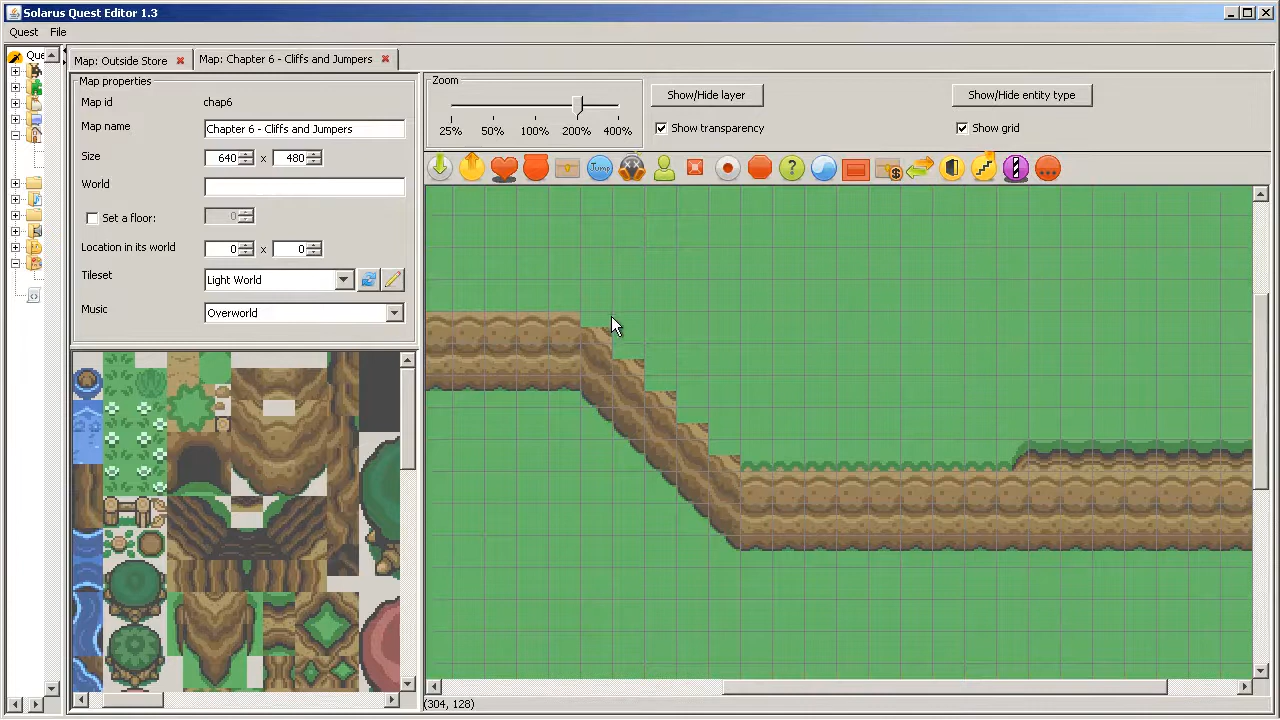 Solarus Quest Editor 1.3
Quest File
Que
Map: Outside Store
Map: Chapter 6 - Cliffs and Jumpers
Map properties
Map id chap6
Map name Chapter 6 - Cliffs and Jumpers
Size 640 x 480
World
Set a floor: 0
Location in its world 0 x 0
Tileset Light World
Music Overworld
Zoom
25% 50% 100% 200% 400%
Show/Hide layer
Show transparency
Show/Hide entity type
Show grid
Jump
?
$
(304, 128)